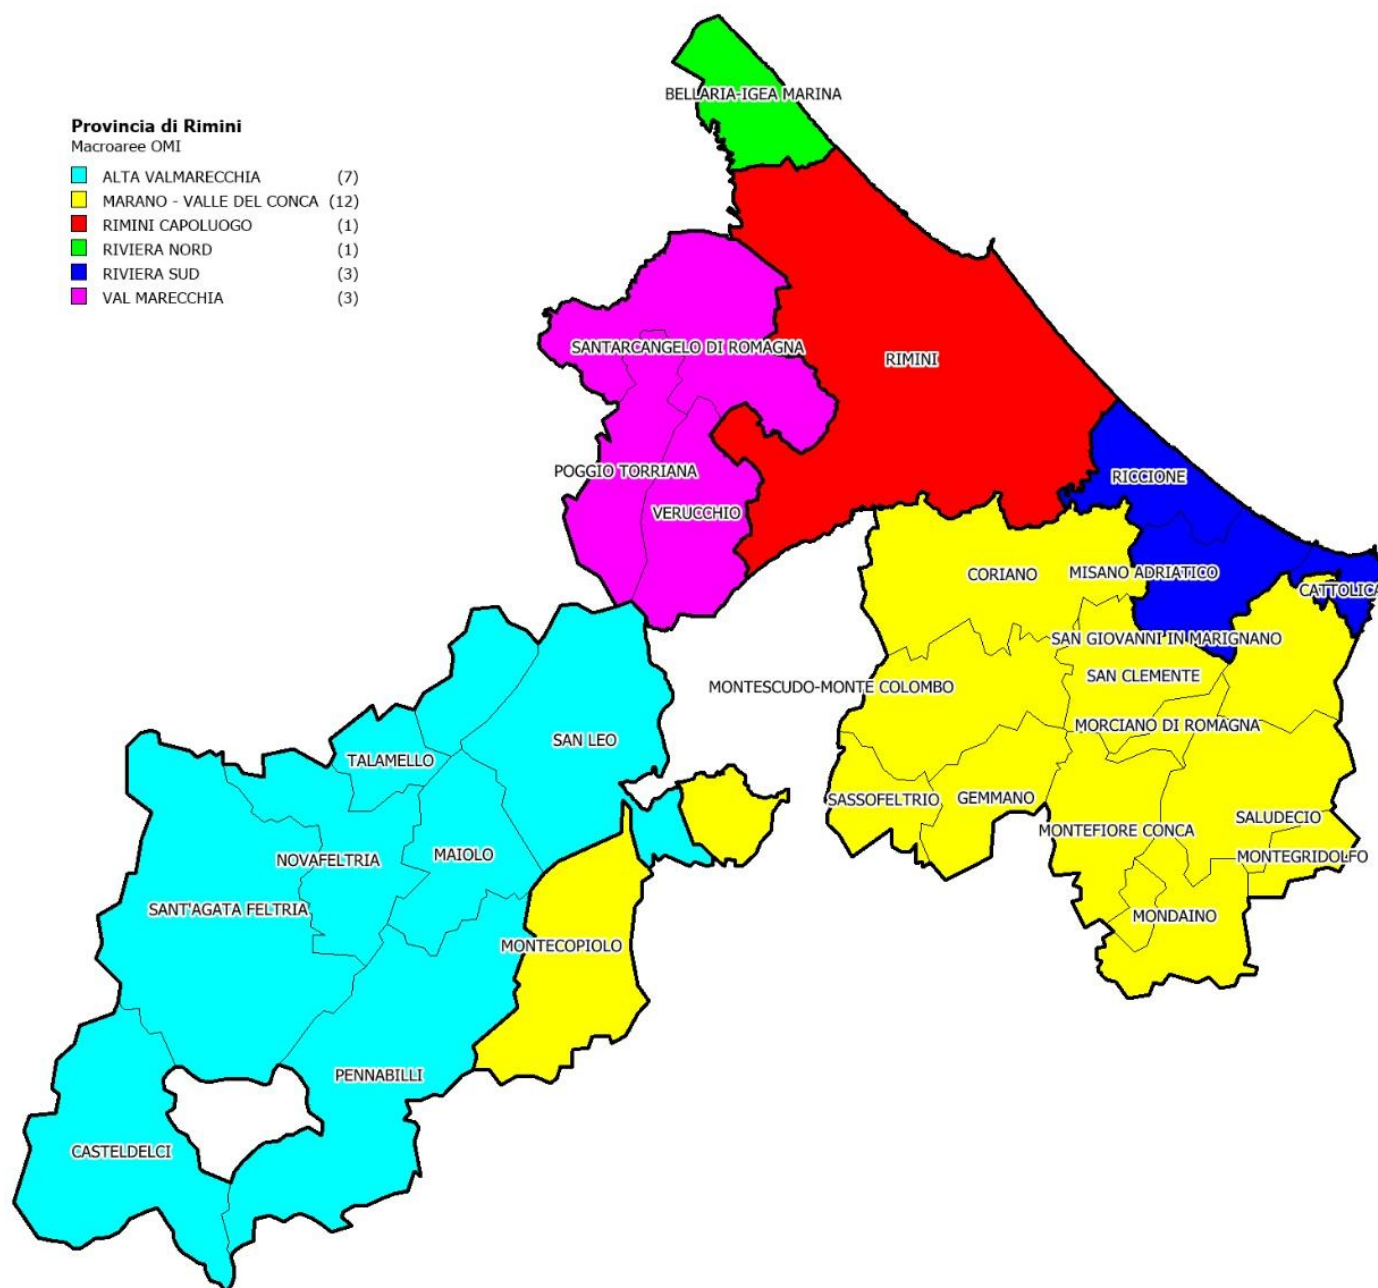 Provincia di Rimini
Macroaree OMI
ALTA VALMARECCHIA (7)
MARANO - VALLE DEL CONCA (12)
RIMINI CAPOLUOGO (1)
RIVIERA NORD (1)
RIVIERA SUD (3)
VAL MARECCHIA (3)
BELLARIA-IGEA MARINA
SANTARCANGELO DI ROMAGNA
RIMINI
POGGIO TORRIANA
RICCIONE
VERUCCHIO
CORIANO
MISANO ADRIATICO
CATTOLICA
SAN GIOVANNI IN MARIGNANO
SAN CLEMENTE
MONTESCUDO-MONTE COLOMBO
MORCIANO DI ROMAGNA
SAN LEO
TALAMELLO
SASSOFELTRIO
GEMMANO
SALUDECIO
MONTEFIORE CONCA
MAIOLO
NOVAFELTRIA
MONTEGRIDOLFO
SANT'AGATA FELTRIA
MONDAINO
MONTECOPIOLO
PENNABILLI
CASTELDELCI